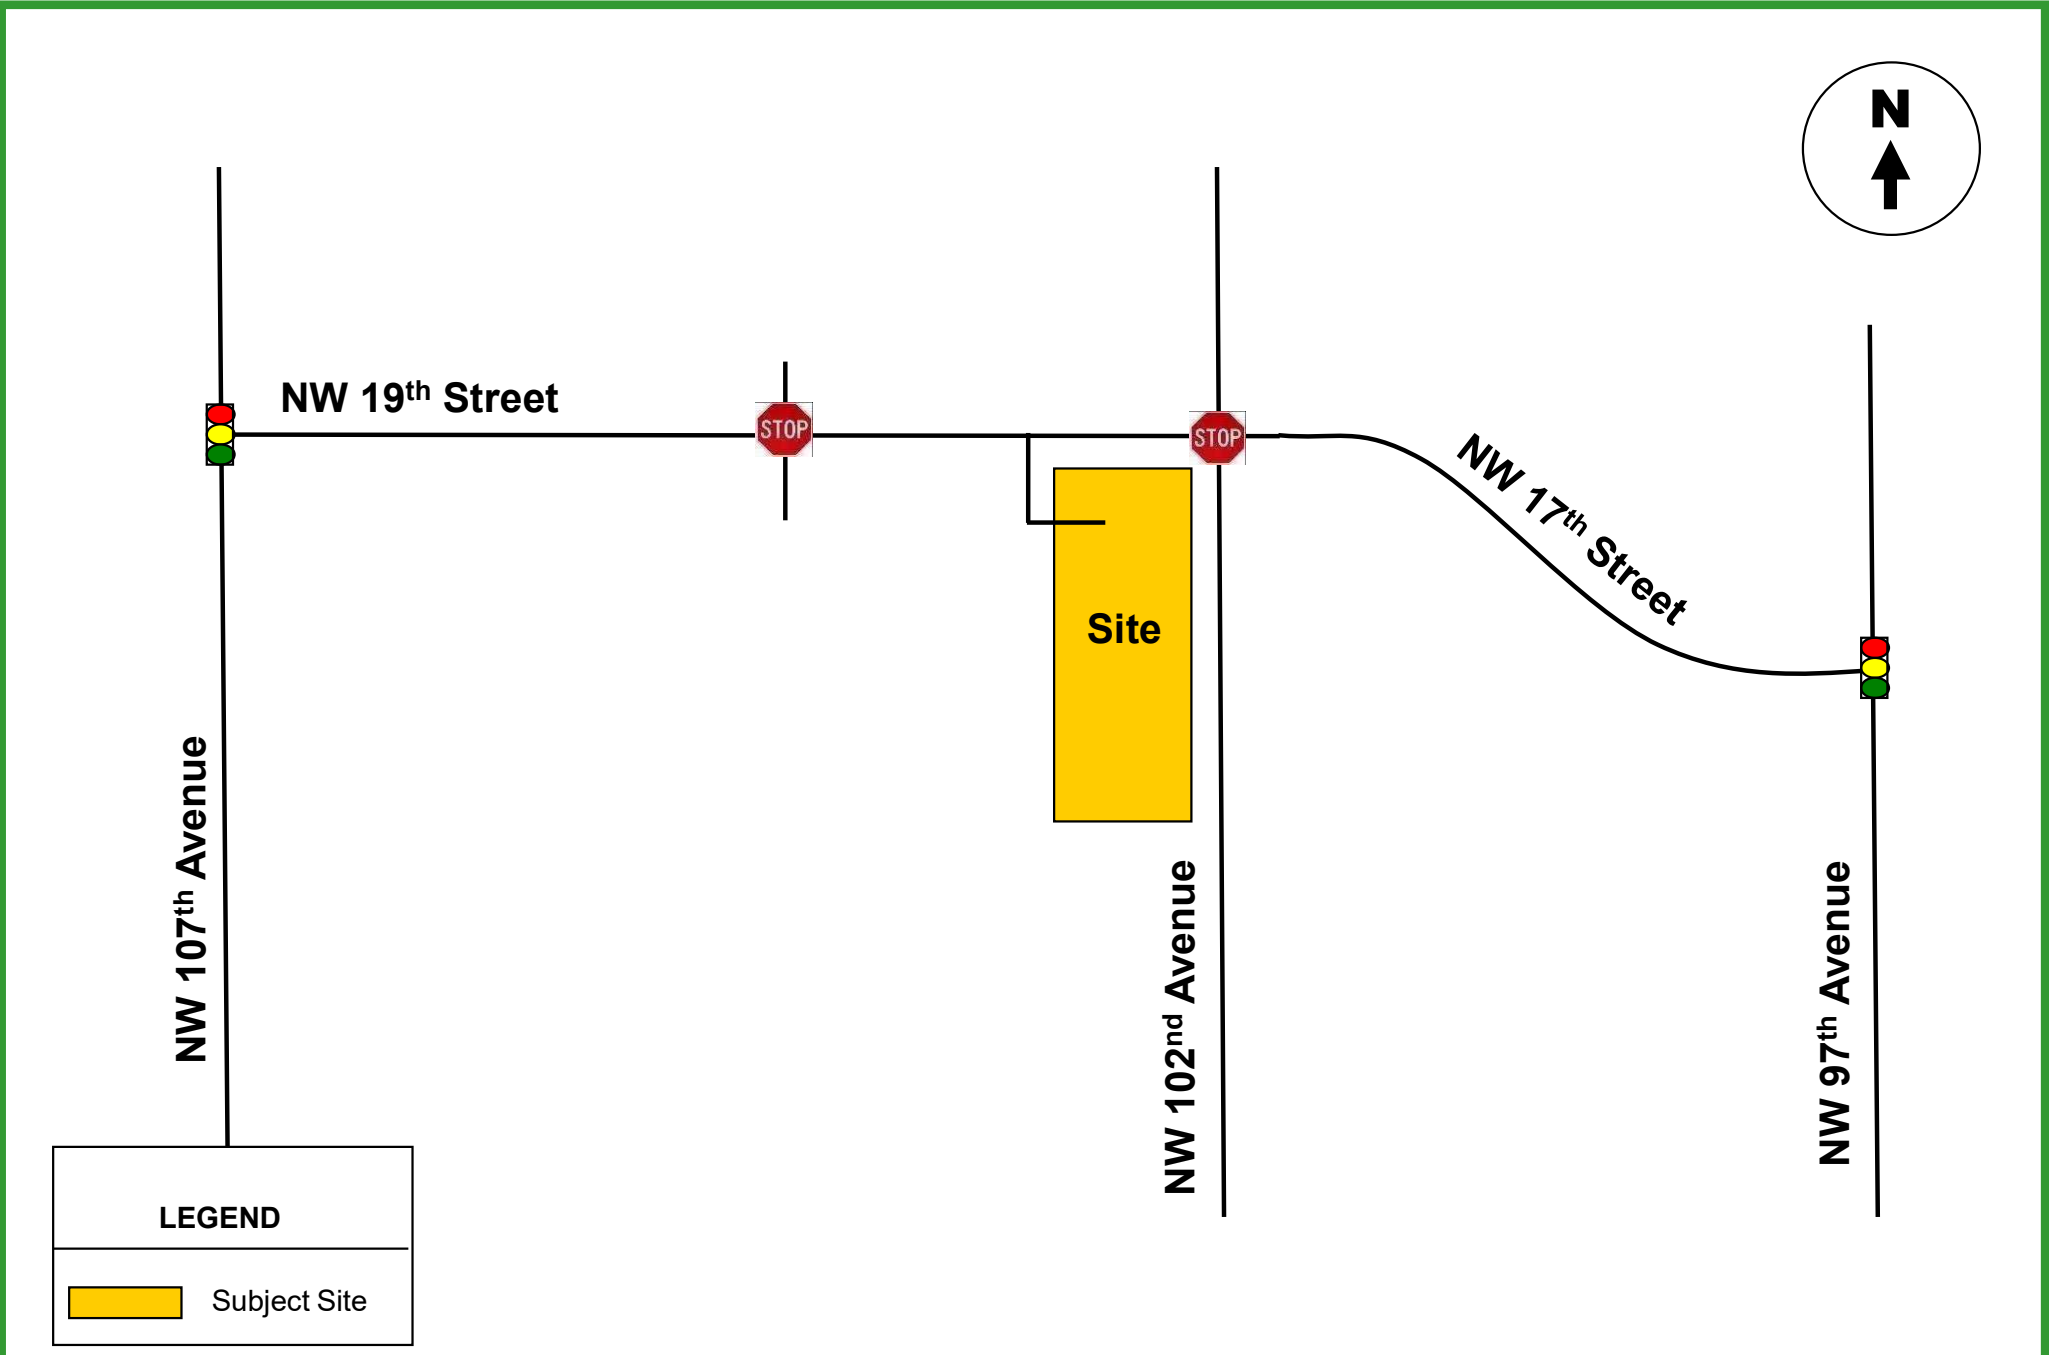 N
NW 19th Street
STOP
STOP
NW 17th Street
Site
NW 107th Avenue
NW 102nd Avenue
NW 97th Avenue
LEGEND
Subject Site